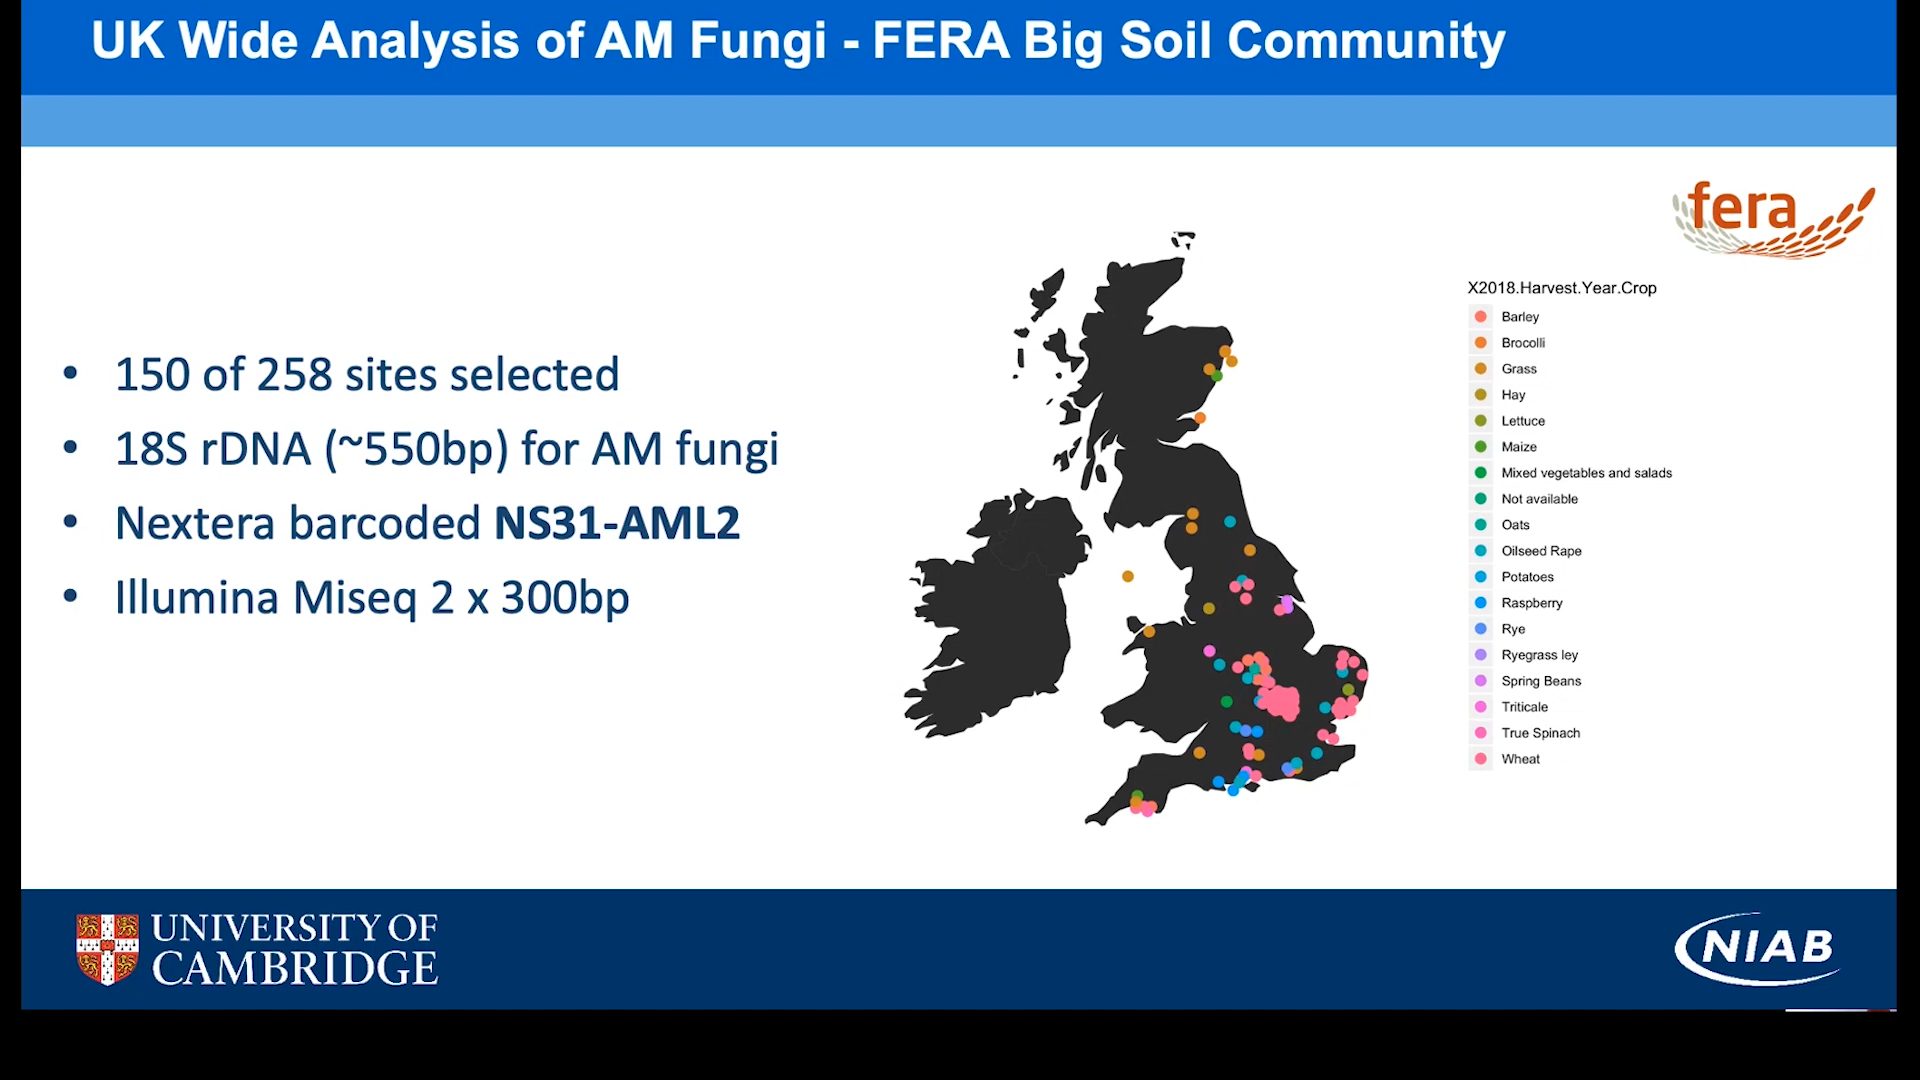 UK Wide Analysis of AM Fungi - FERA Big Soil Community
fera
• 150 of 258 sites selected
• 18S rDNA (~550bp) for AM fungi
• Nextera barcoded NS31-AML2
• Illumina Miseq 2 x 300bp
X2018.Harvest.Year.Crop
Barley
Brocolli
Grass
Hay
Lettuce
Maize
Mixed vegetables and salads
Not available
Oats
Oilseed Rape
Potatoes
Raspberry
Rye
Ryegrass ley
Spring Beans
Triticale
True Spinach
Wheat
UNIVERSITY OF
CAMBRIDGE
NIAB